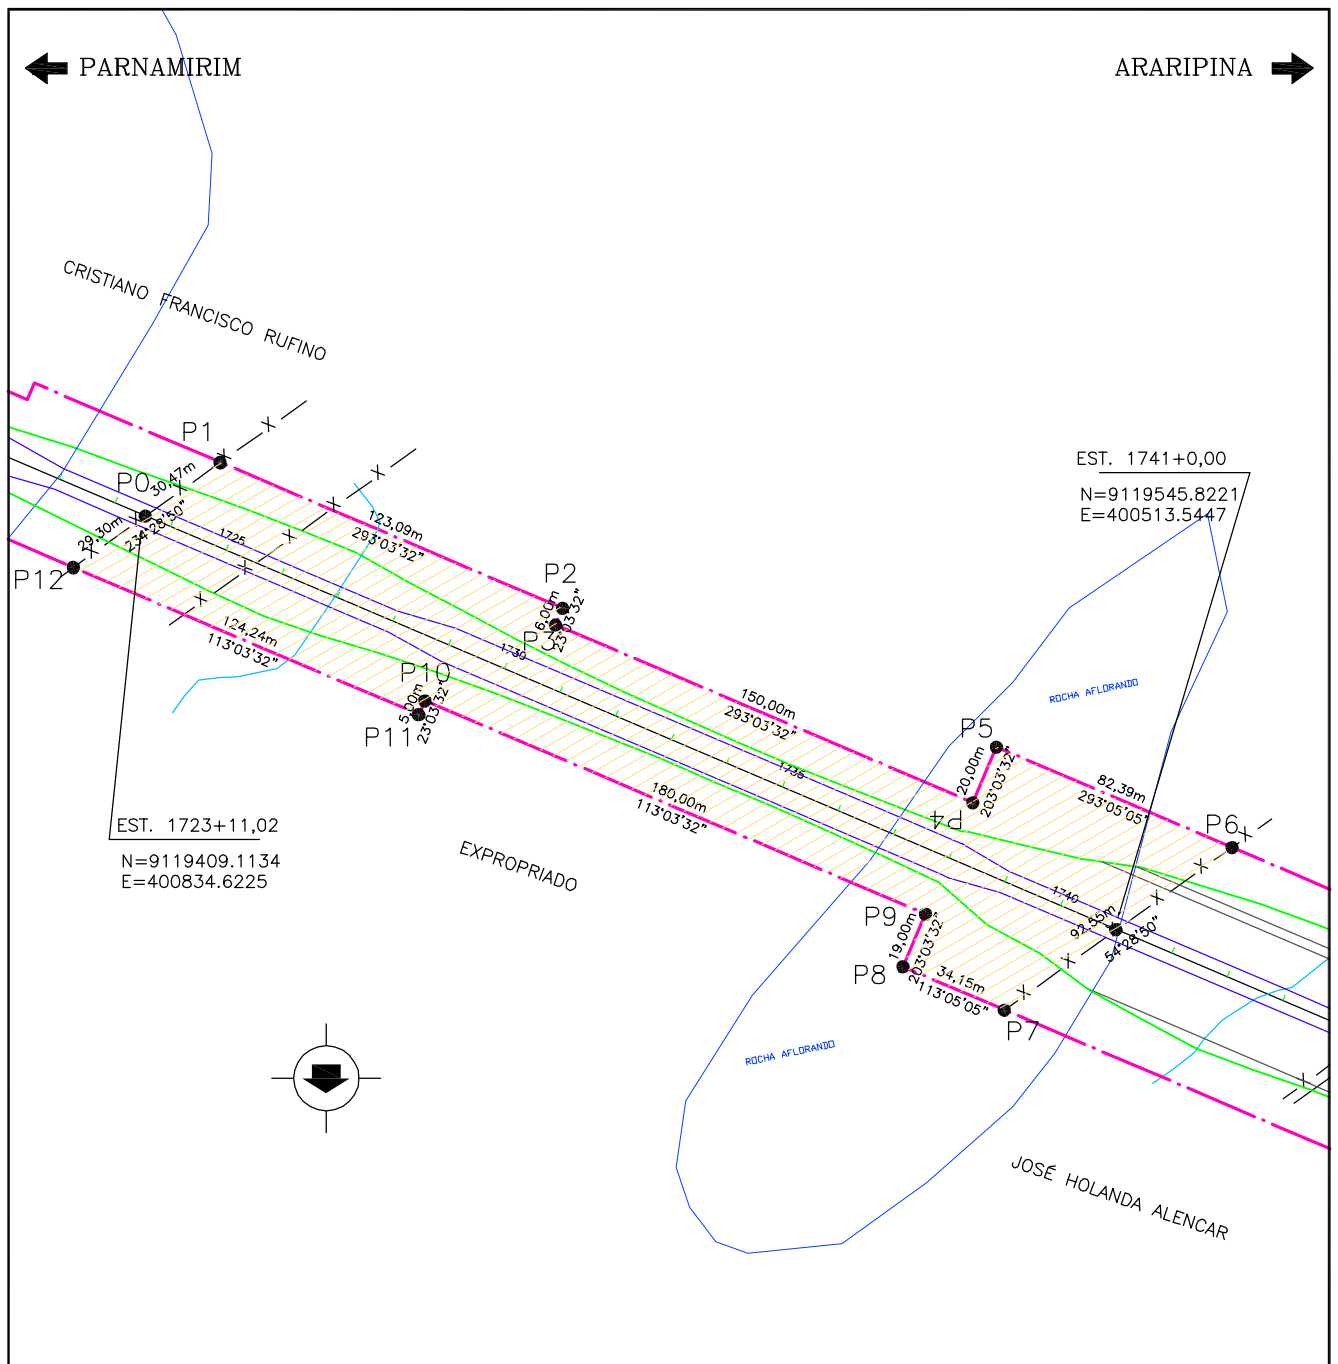 PARNAMIRIM
ARARIPINA
CRISTIANO FRANCISCO RUFINO
P1
30,47m
P0
29,30m
234°28'50"
P12
1725
123,09m
293°03'32"
P2
6,00m
23°03'32"
P3
1730
124,24m
113°03'32"
P10
5,00m
23°03'32"
P11
EST. 1741+0,00
N=9119545.8221
E=400513.5447
ROCHA AFLORANDO
150,00m
293°03'32"
P5
20,00m
203°03'32"
P4
1735
82,39m
293°05'05"
P6
180,00m
113°03'32"
EST. 1723+11,02
N=9119409.1134
E=400834.6225
EXPROPRIADO
1740
92,55m
54°28'50"
P9
19,00m
203°03'32"
P8
34,15m
113°05'05"
P7
ROCHA AFLORANDO
JOSÉ HOLANDA ALENCAR
X
X
X
X
X
X
X
X
X
X
X
X
X
X